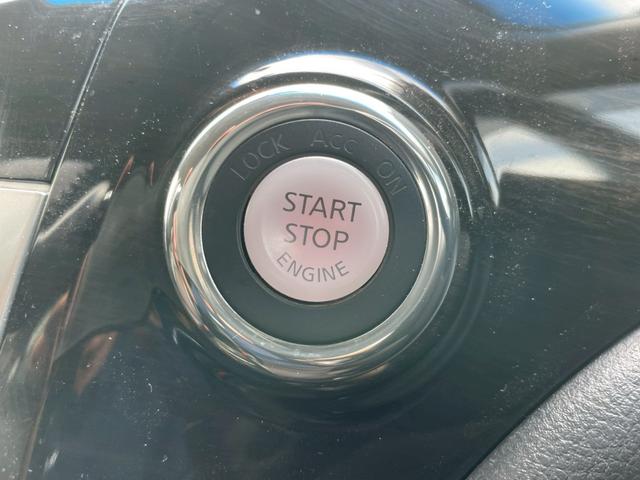 LOCK Acc ON
START
STOP
ENGINE